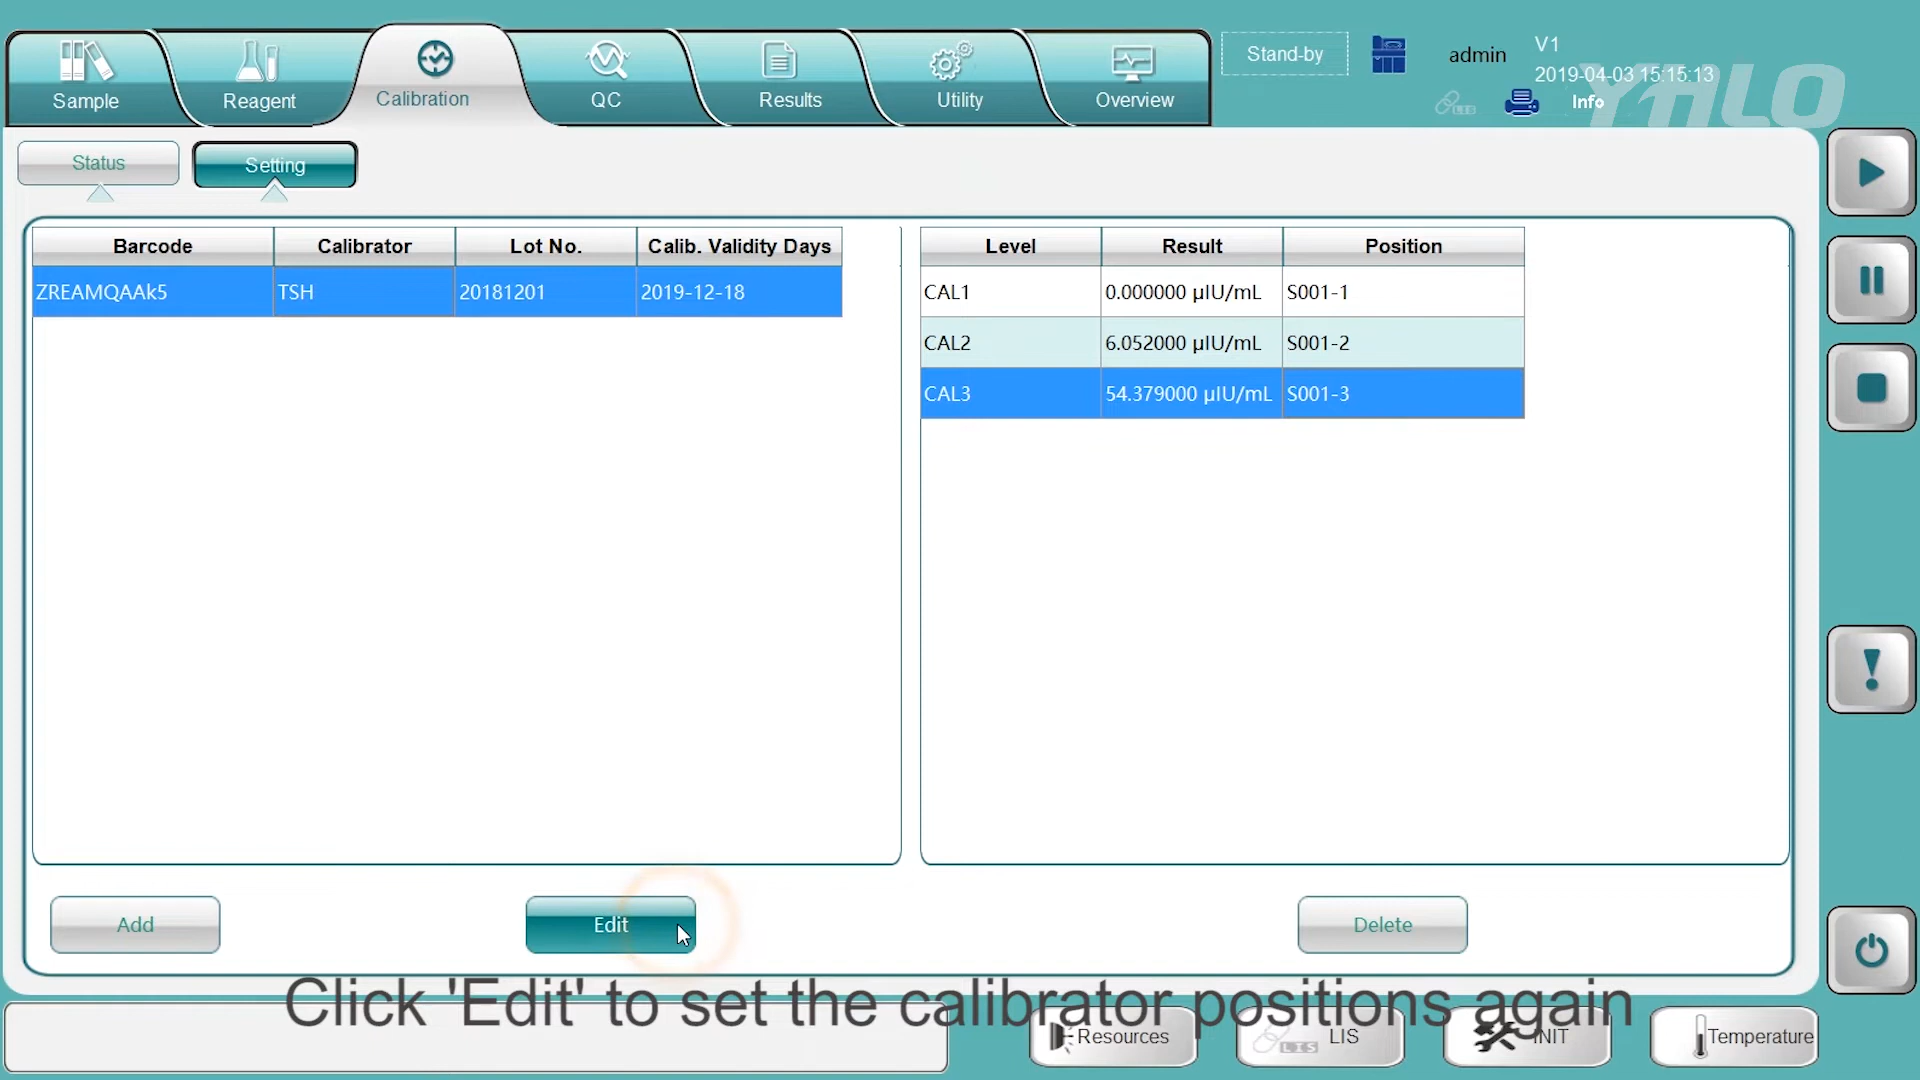 Sample
Reagent
Calibration
QC
Results
Utility
Overview
Stand-by
admin
V1
2019-04-03 15:15:13
LIS
Info
YHLO
Status
Setting
Barcode Calibrator Lot No. Calib. Validity Days
ZREAMQAAk5 TSH 20181201 2019-12-18
Level Result Position
CAL1 0.000000 µIU/mL S001-1
CAL2 6.052000 µIU/mL S001-2
CAL3 54.379000 µIU/mL S001-3
Add
Edit
Delete
Click 'Edit' to set the calibrator positions again
Resources
LIS LIS
INIT
Temperature